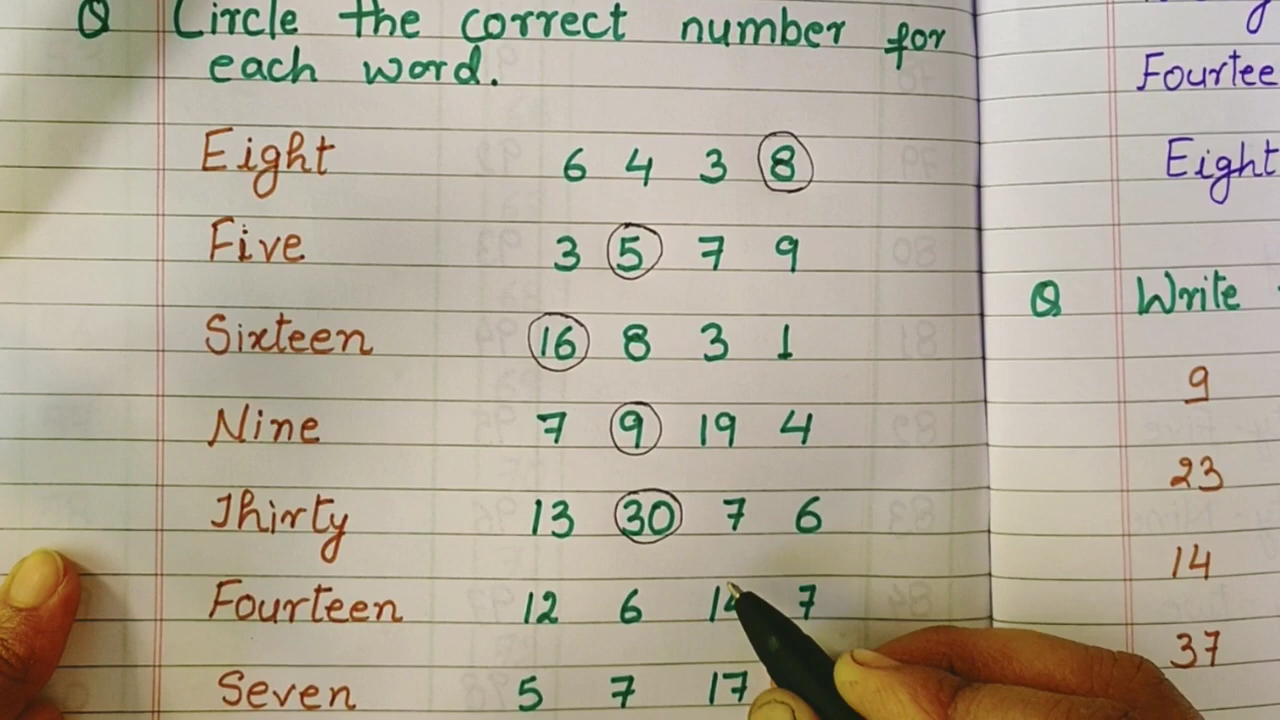 Q Circle the correct number for
each word.
Eight 6 4 3 8
Five 3 5 7 9
Sixteen 16 8 3 1
Nine 7 9 19 4
Thirty 13 30 7 6
Fourteen 12 6 14 7
Seven 5 7 17
Fourtee
Eight
Q Write
9
23
14
37